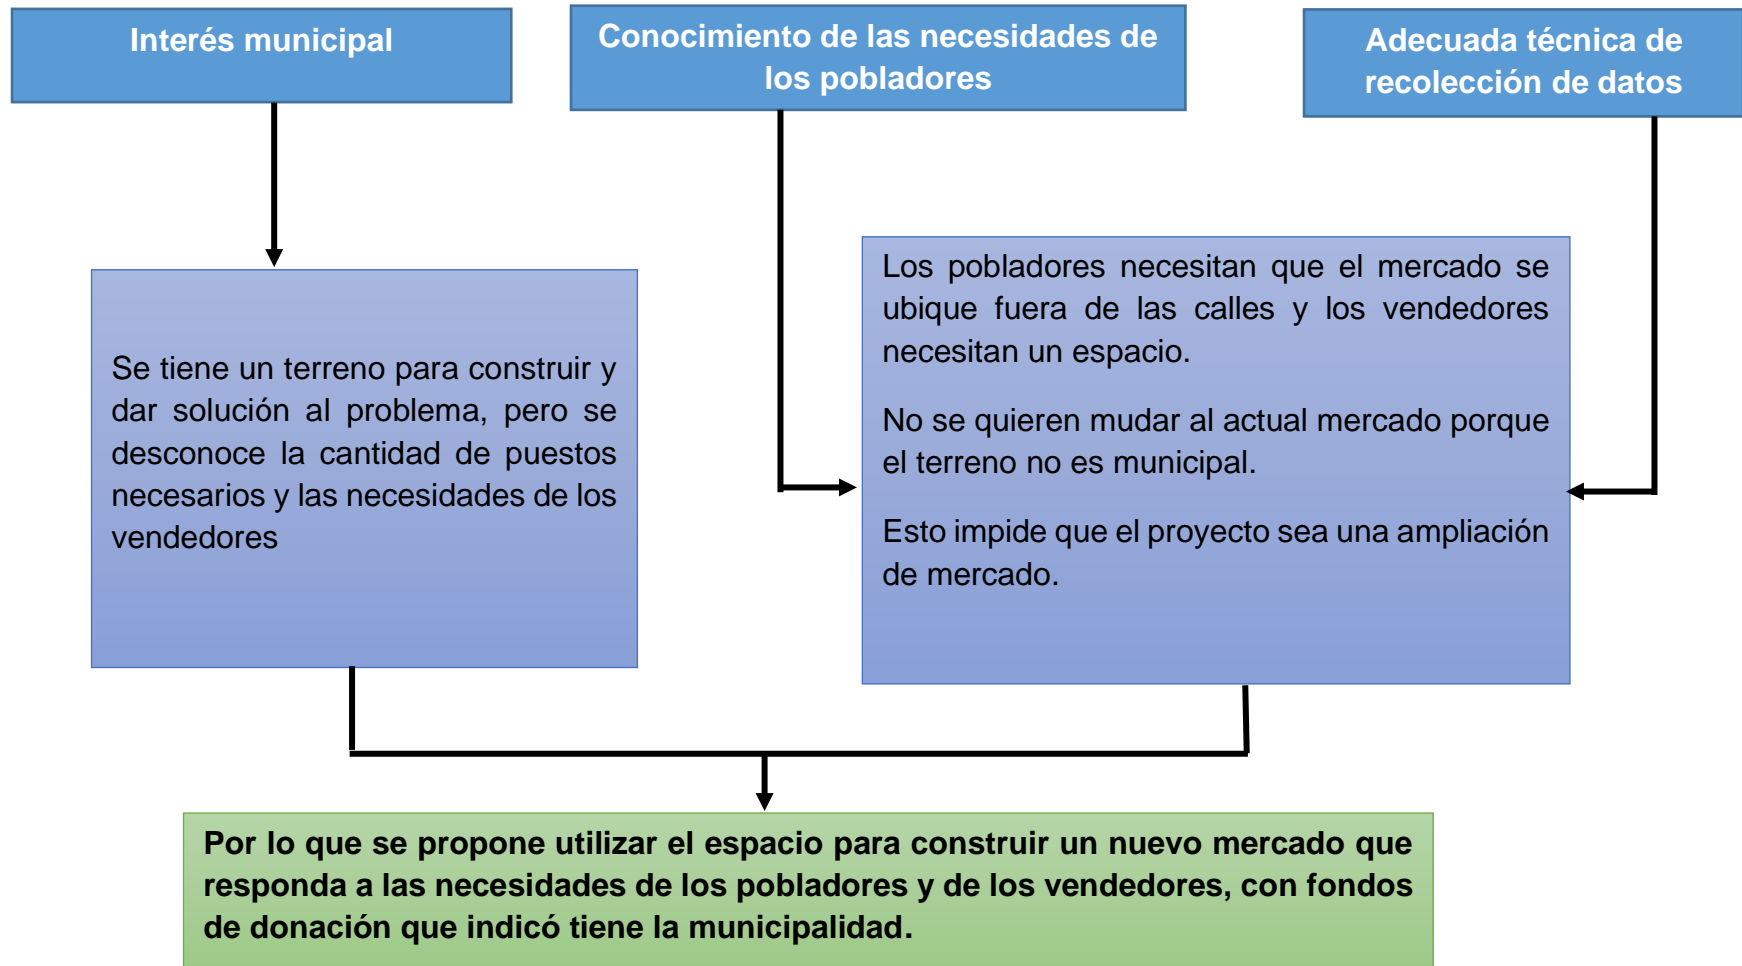 Interés municipal
Conocimiento de las necesidades de
los pobladores
Adecuada técnica de
recolección de datos
Se tiene un terreno para construir y
dar solución al problema, pero se
desconoce la cantidad de puestos
necesarios y las necesidades de los
vendedores
Los pobladores necesitan que el mercado se
ubique fuera de las calles y los vendedores
necesitan un espacio.
No se quieren mudar al actual mercado porque
el terreno no es municipal.
Esto impide que el proyecto sea una ampliación
de mercado.
Por lo que se propone utilizar el espacio para construir un nuevo mercado que
responda a las necesidades de los pobladores y de los vendedores, con fondos
de donación que indicó tiene la municipalidad.